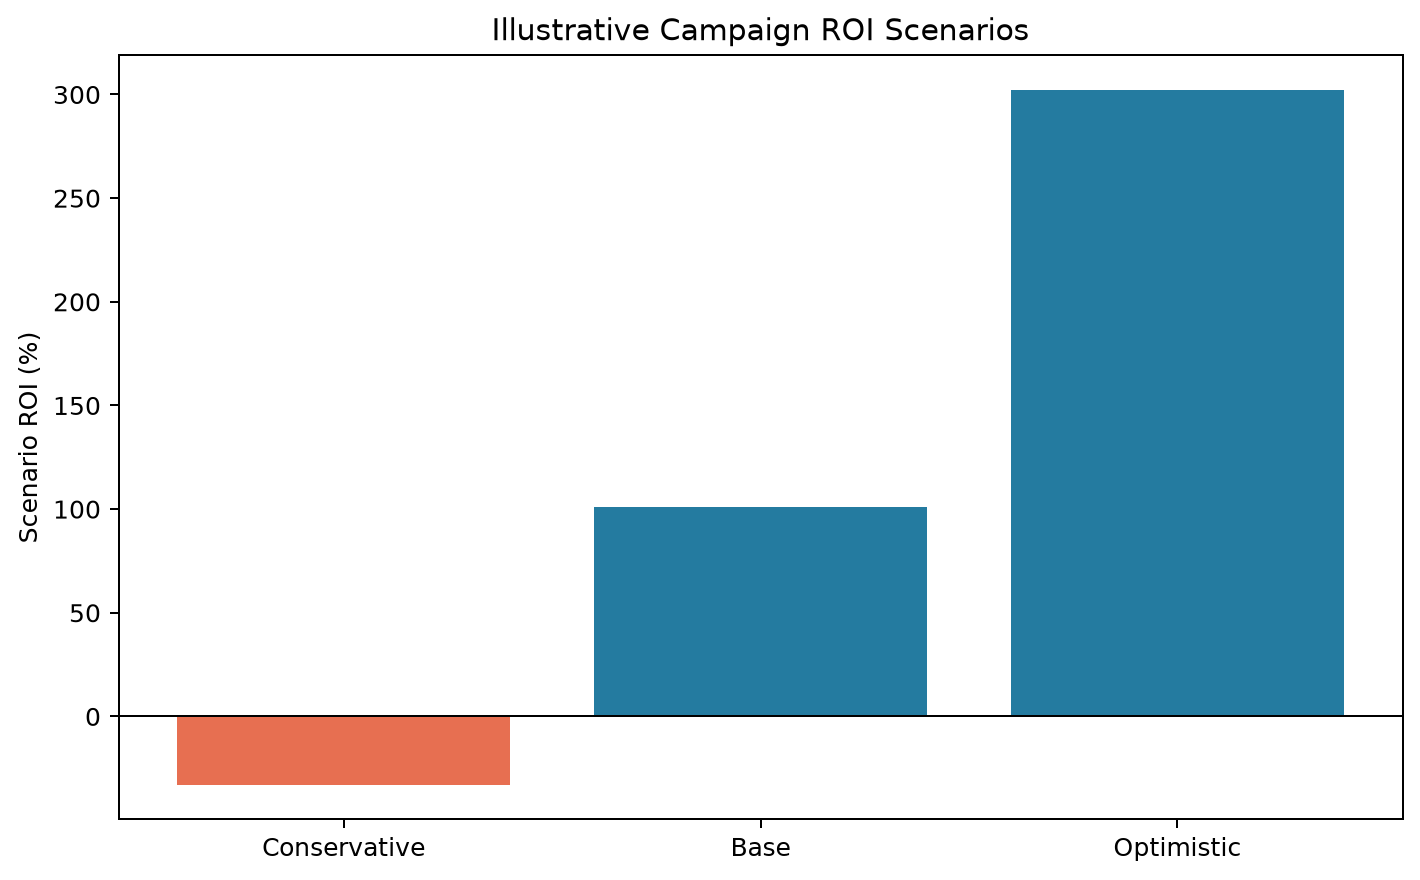 Illustrative Campaign ROI Scenarios
Scenario ROI (%)
300
250
200
150
100
50
0
Conservative
Base
Optimistic